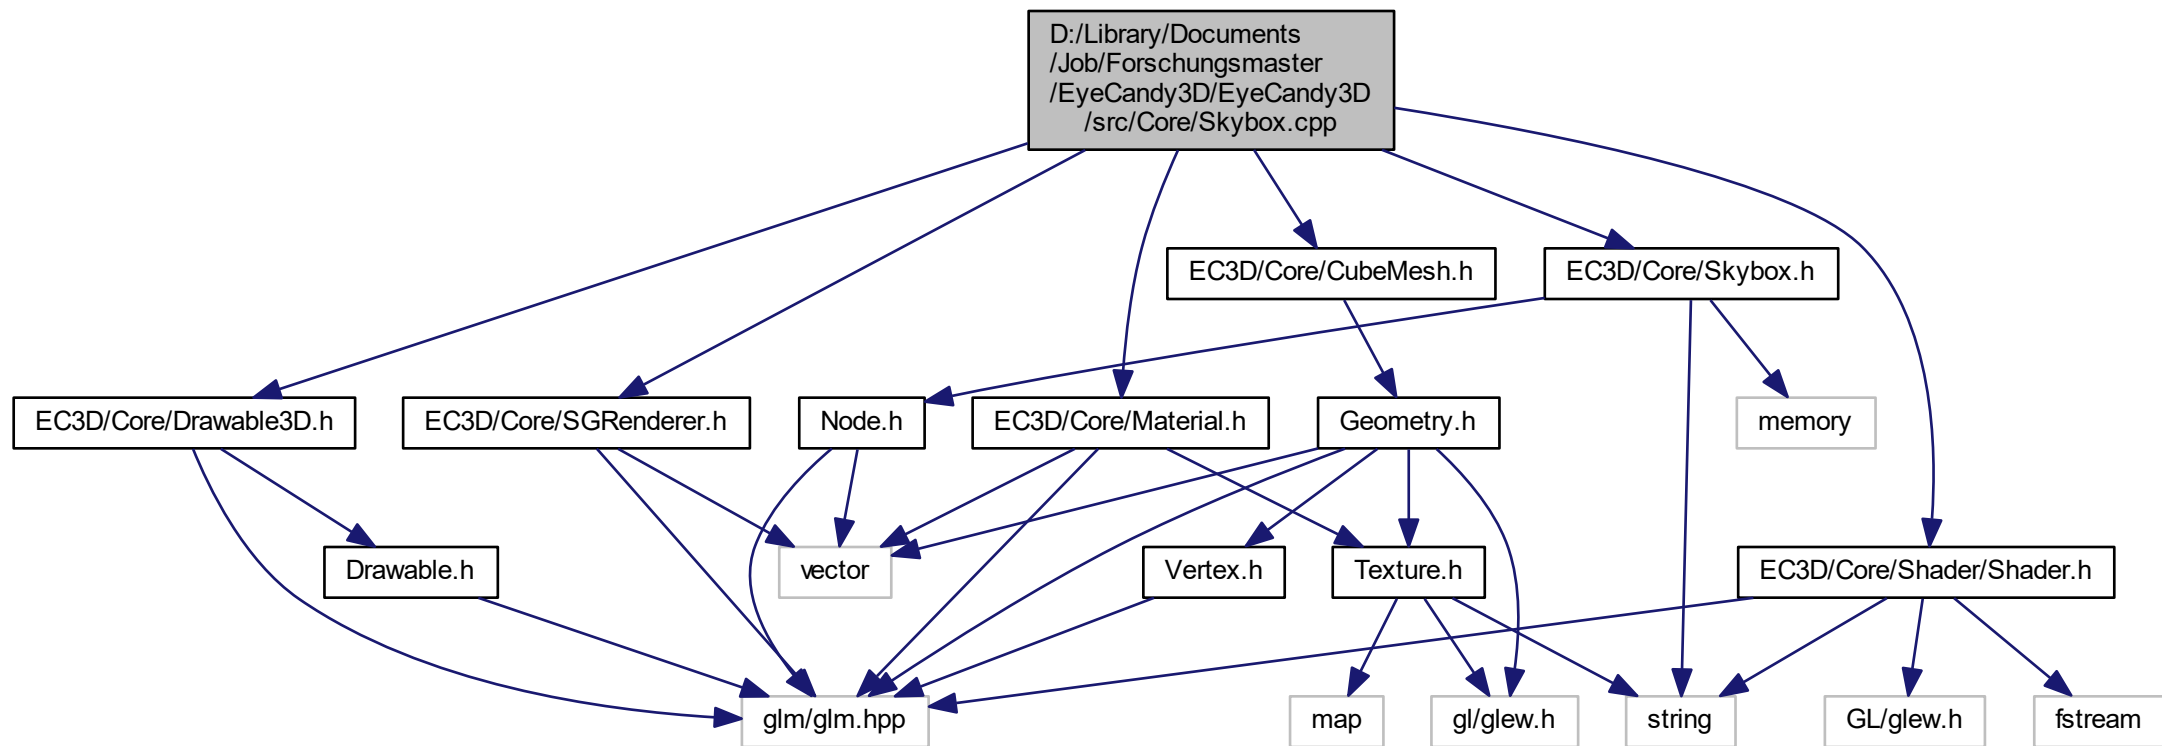 D:/Library/Documents
/Job/Forschungsmaster
/EyeCandy3D/EyeCandy3D
/src/Core/Skybox.cpp
EC3D/Core/CubeMesh.h
EC3D/Core/Skybox.h
EC3D/Core/Drawable3D.h
EC3D/Core/SGRenderer.h
Node.h
EC3D/Core/Material.h
Geometry.h
memory
Drawable.h
vector
Vertex.h
Texture.h
EC3D/Core/Shader/Shader.h
glm/glm.hpp
map
gl/glew.h
string
GL/glew.h
fstream